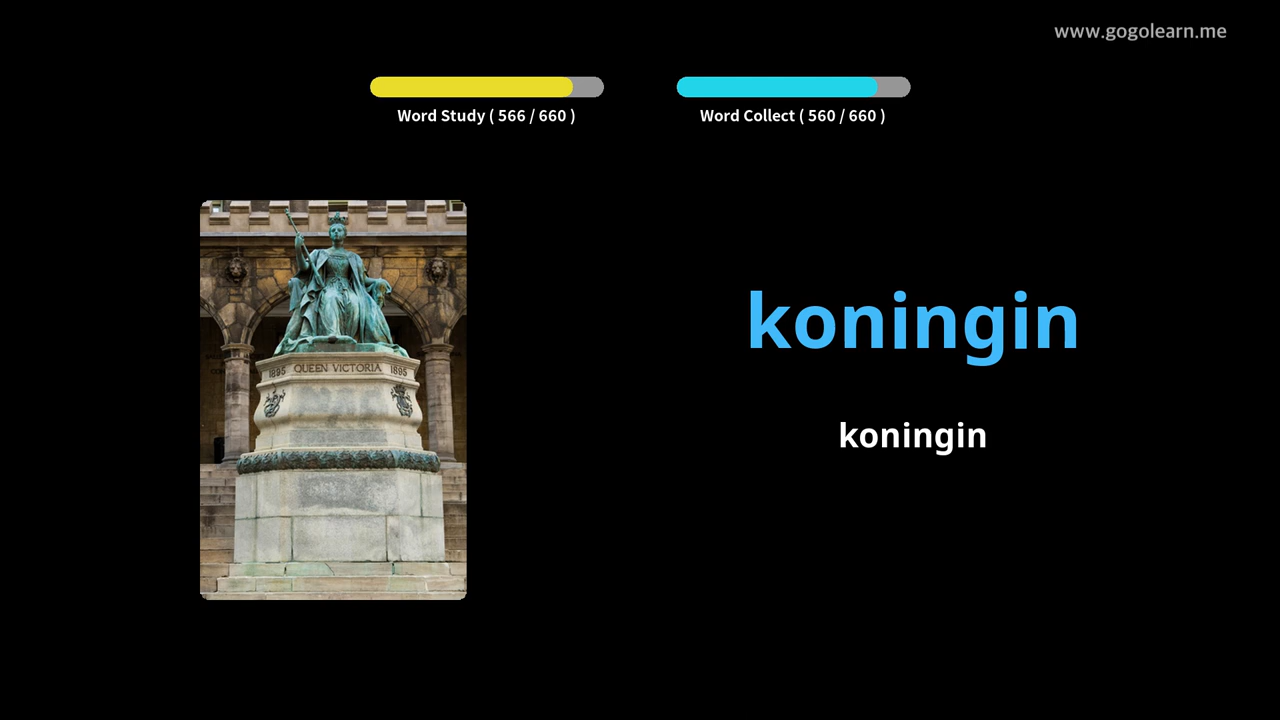 www.gogolearn.me
Word Study ( 566 / 660 )
Word Collect ( 560 / 660 )
1895 QUEEN VICTORIA 1895
koningin
koningin